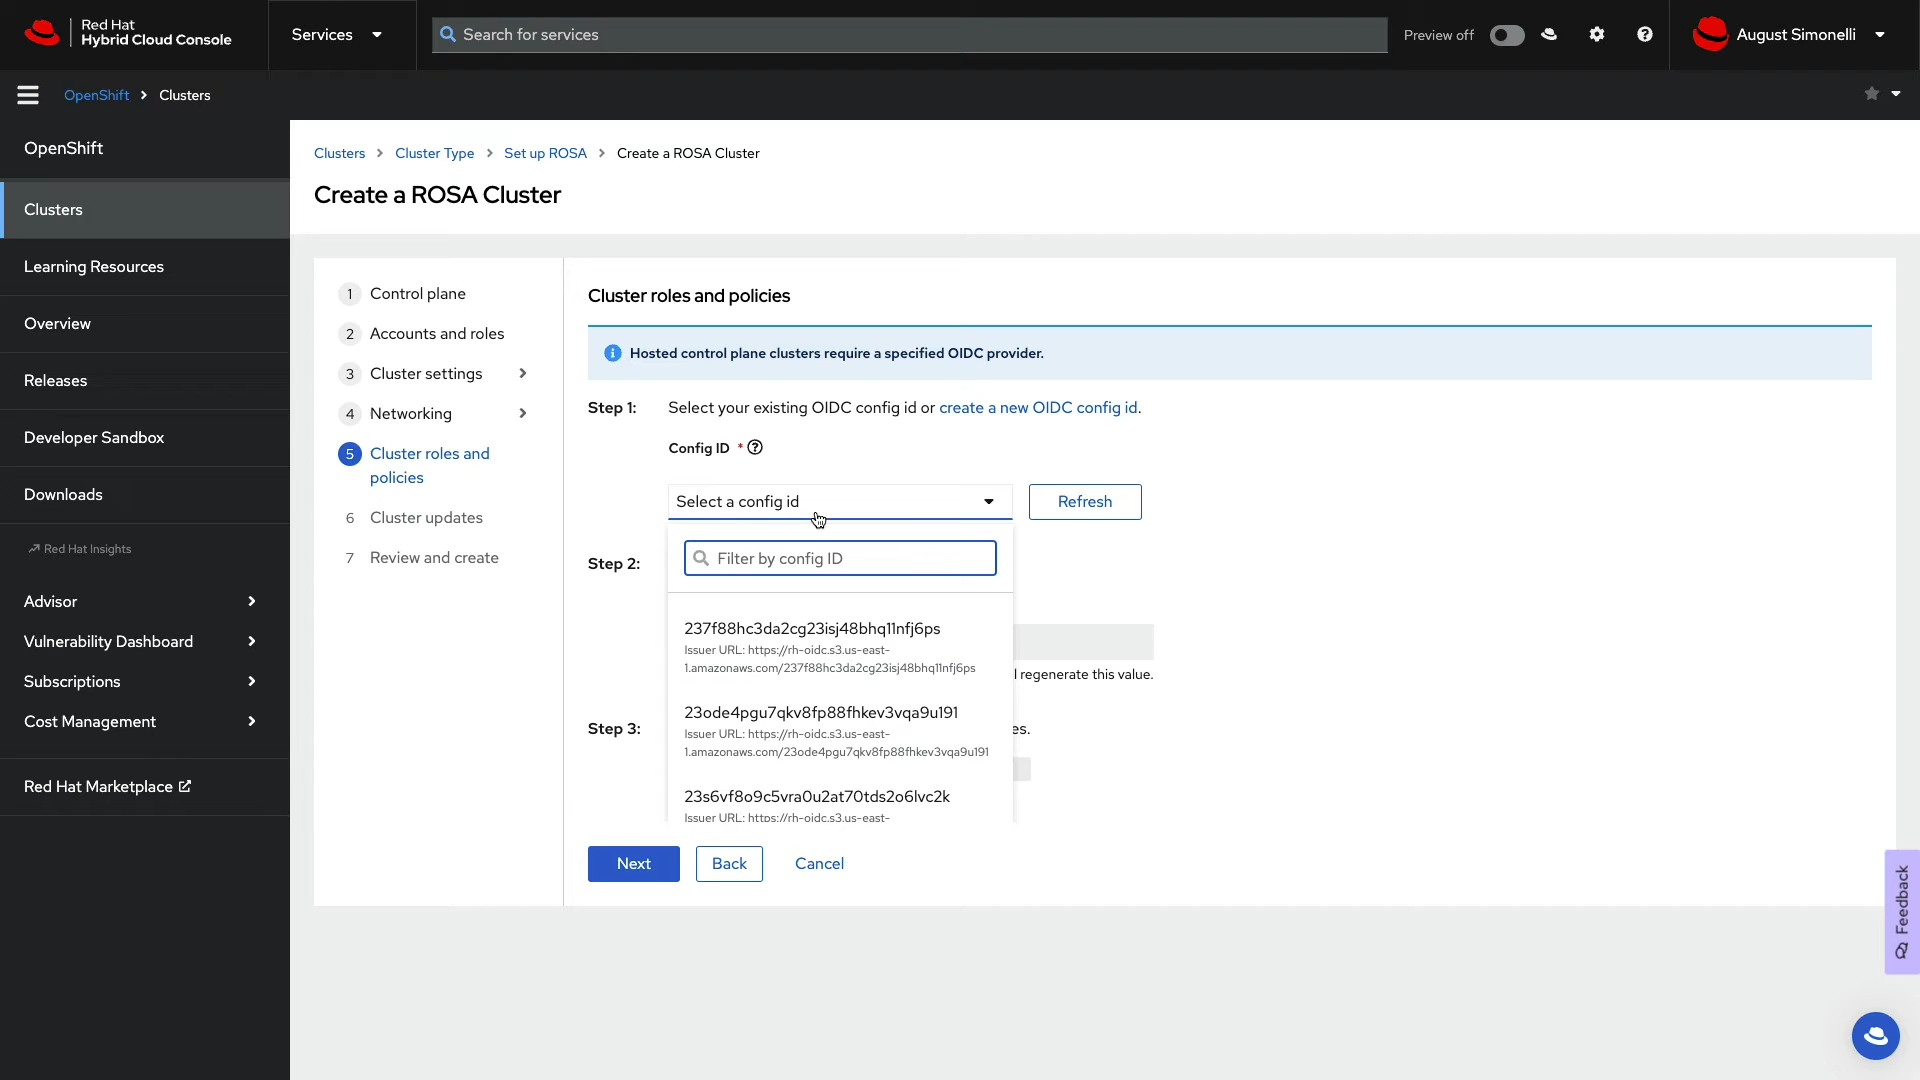 Red Hat
Hybrid Cloud Console
Services
Search for services
Preview off
August Simonelli
OpenShift
Clusters
OpenShift
Clusters
Learning Resources
Overview
Releases
Developer Sandbox
Downloads
Red Hat Insights
Advisor
Vulnerability Dashboard
Subscriptions
Cost Management
Red Hat Marketplace
Clusters
Cluster Type
Set up ROSA
Create a ROSA Cluster
Create a ROSA Cluster
1 Control plane
2 Accounts and roles
3 Cluster settings
4 Networking
5 Cluster roles and
policies
6 Cluster updates
7 Review and create
Cluster roles and policies
Hosted control plane clusters require a specified OIDC provider.
Step 1: Select your existing OIDC config id or create a new OIDC config id.
Config ID *
Select a config id
Refresh
Filter by config ID
Step 2:
237f88hc3da2cg23isj48bhq11nfj6ps
Issuer URL: https://rh-oidc.s3.us-east-
1.amazonaws.com/237f88hc3da2cg23isj48bhq11nfj6ps
l regenerate this value.
23ode4pgu7qkv8fp88fhkev3vqa9u191
Issuer URL: https://rh-oidc.s3.us-east-
1.amazonaws.com/23ode4pgu7qkv8fp88fhkev3vqa9u191
Step 3:
es.
23s6vf8o9c5vra0u2at70tds2o6lvc2k
Issuer URL: https://rh-oidc.s3.us-east-
Next
Back
Cancel
Feedback